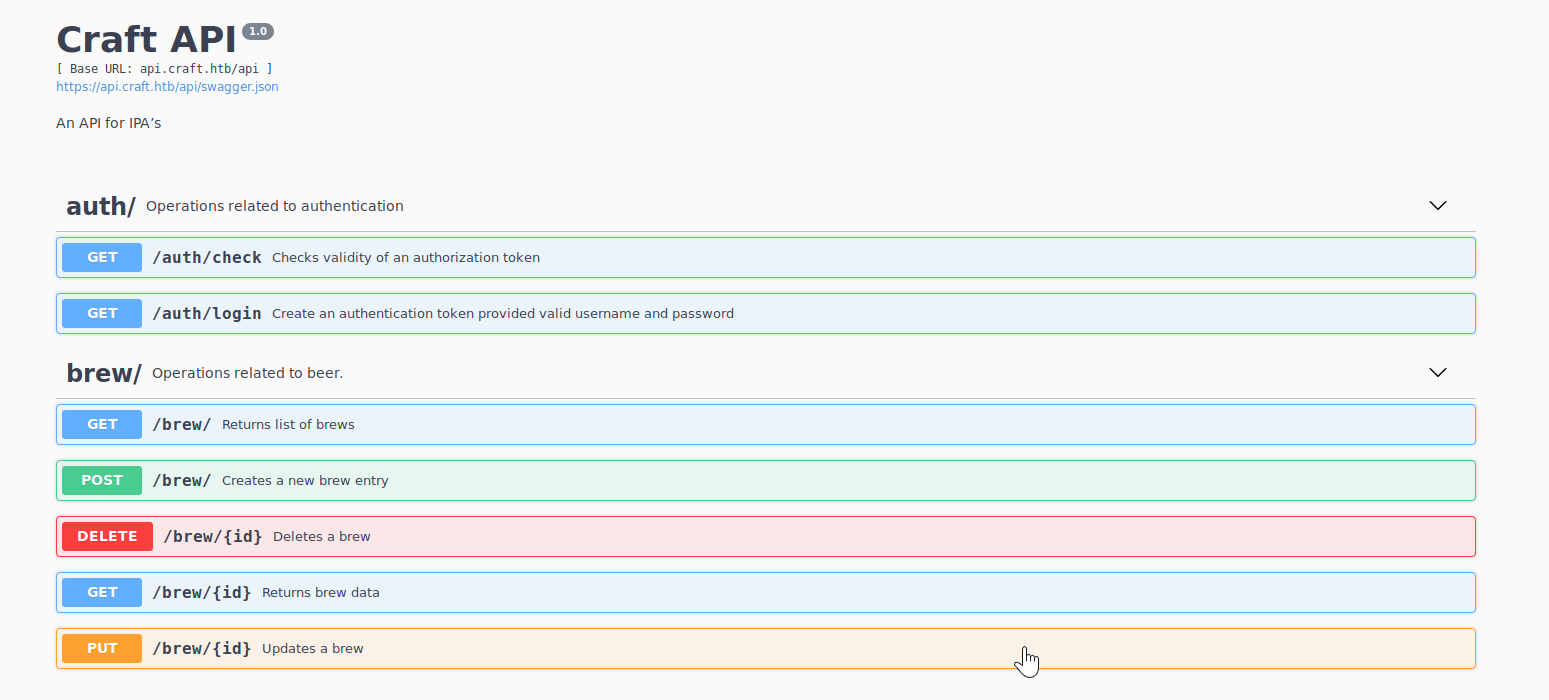 Craft API 1.0
[ Base URL: api.craft.htb/api ]
https://api.craft.htb/api/swagger.json
An API for IPA’s
auth/ Operations related to authentication
GET /auth/check Checks validity of an authorization token
GET /auth/login Create an authentication token provided valid username and password
brew/ Operations related to beer.
GET /brew/ Returns list of brews
POST /brew/ Creates a new brew entry
DELETE /brew/{id} Deletes a brew
GET /brew/{id} Returns brew data
PUT /brew/{id} Updates a brew